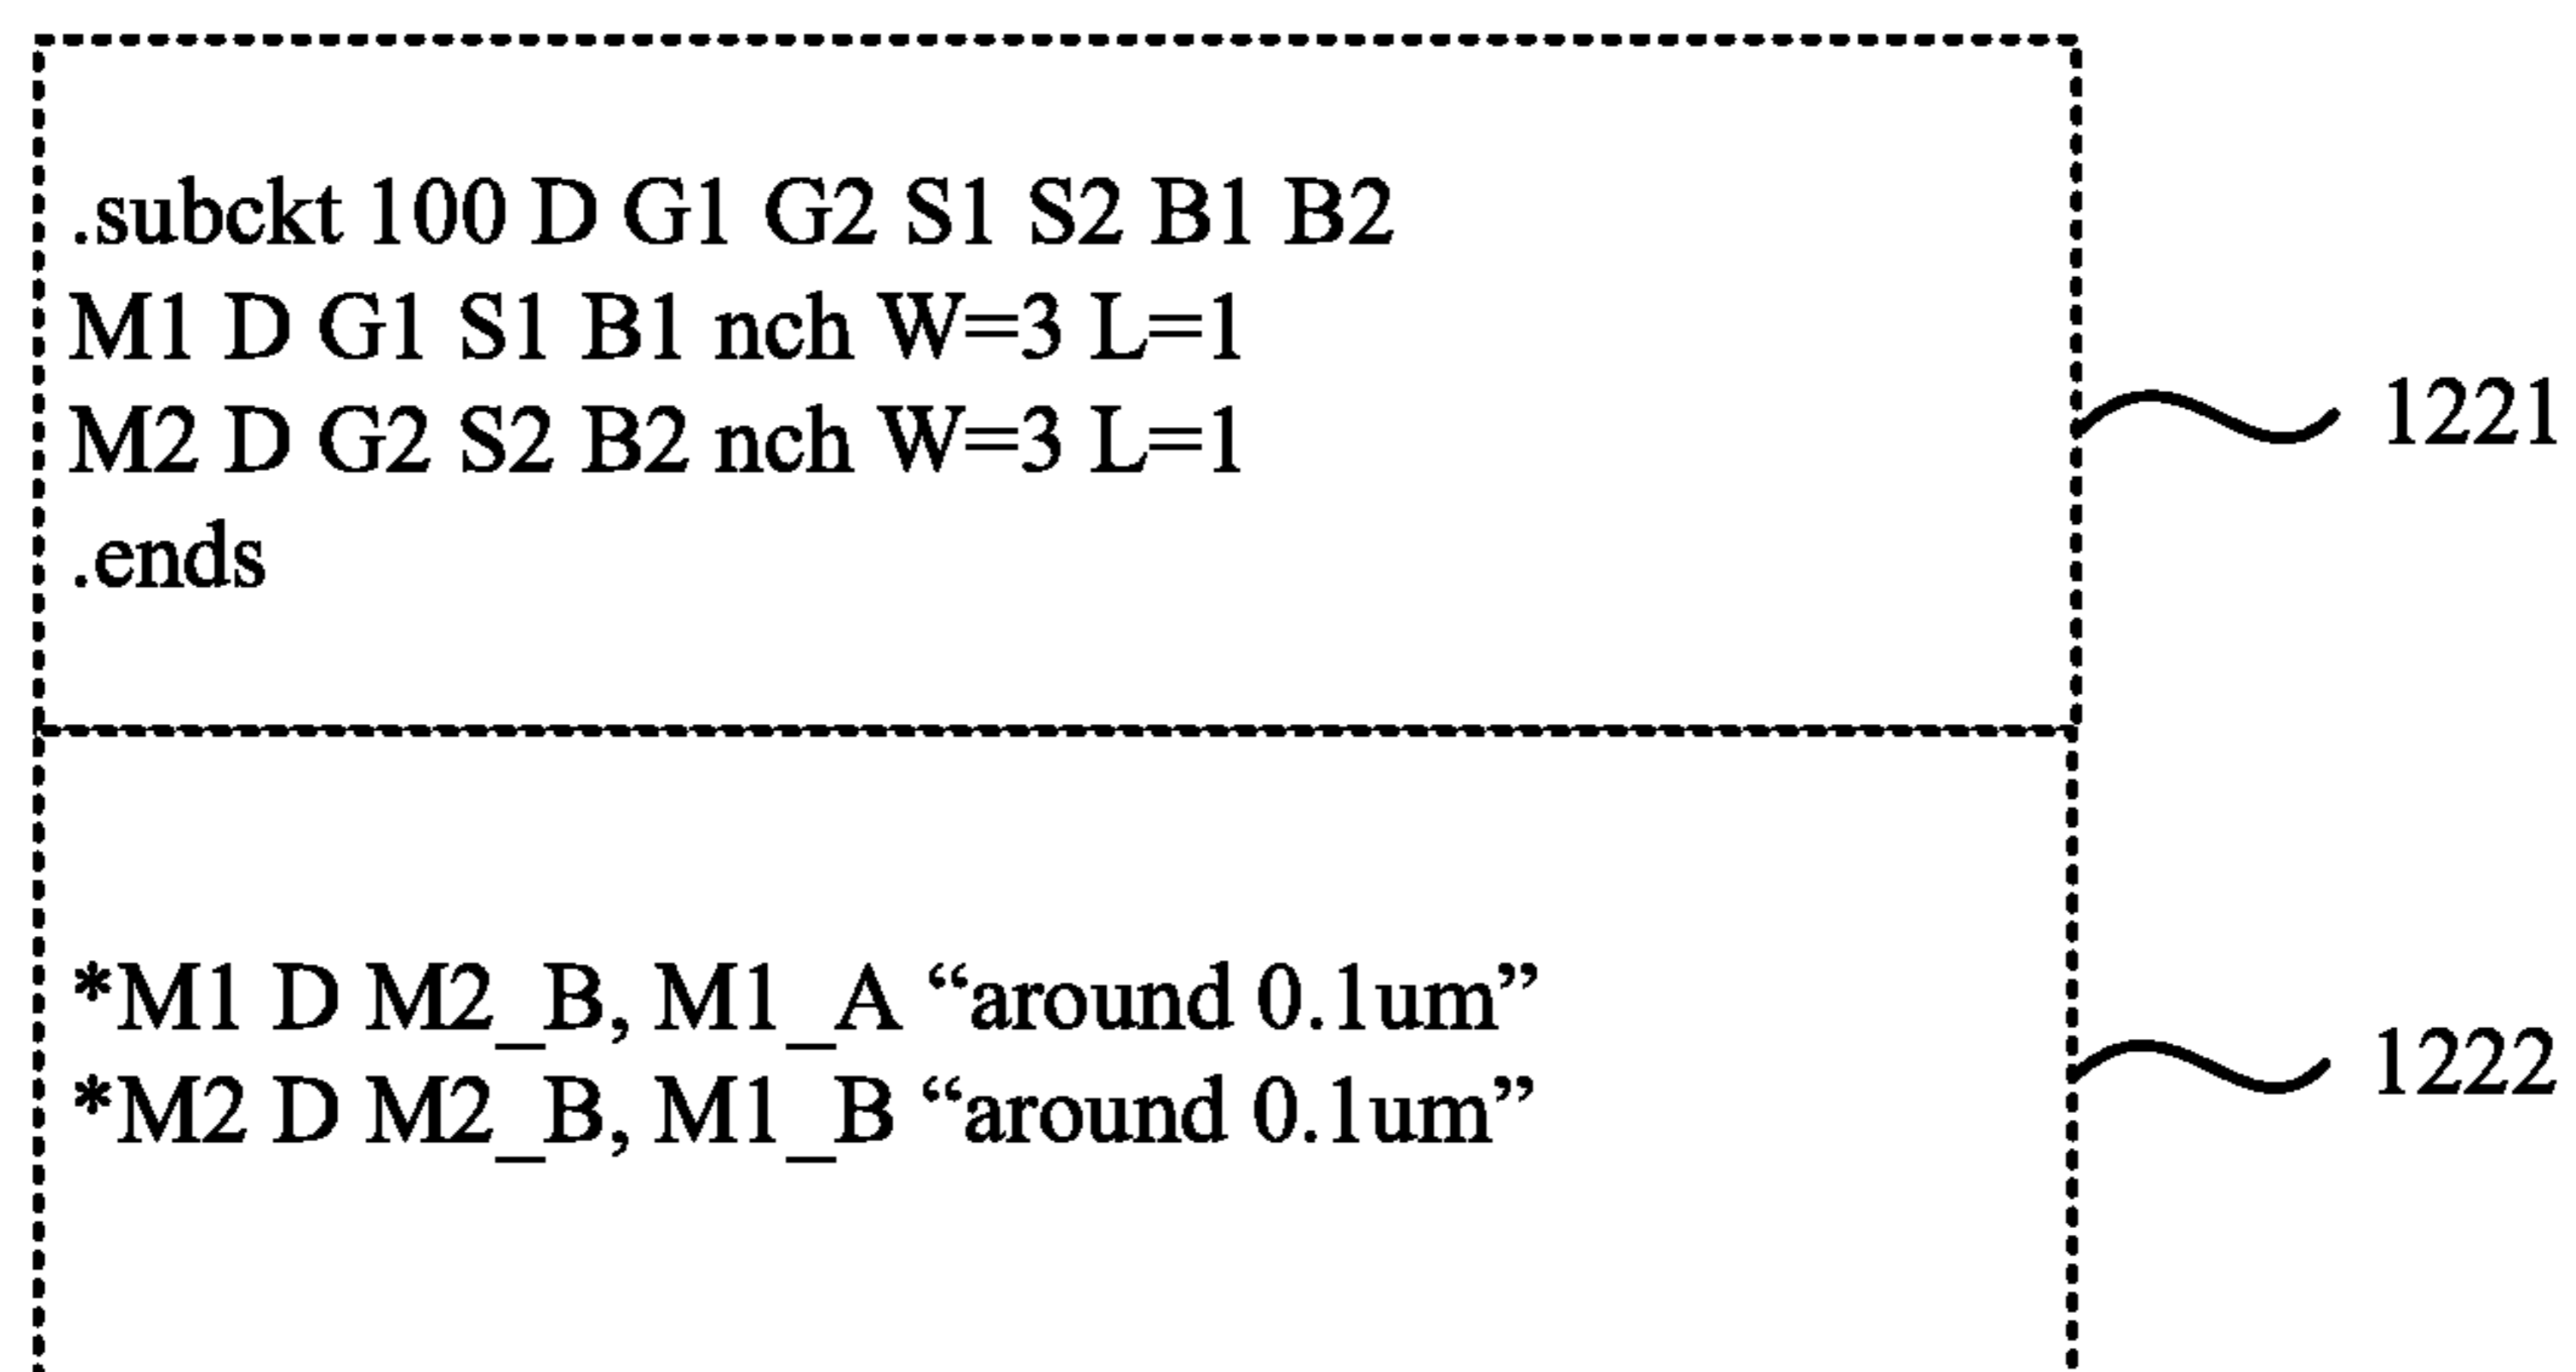 .subckt 100 D G1 G2 S1 S2 B1 B2
M1 D G1 S1 B1 nch W=3 L=1
M2 D G2 S2 B2 nch W=3 L=1
.ends
1221
*M1 D M2_B, M1_A “around 0.1um”
*M2 D M2_B, M1_B “around 0.1um”
1222